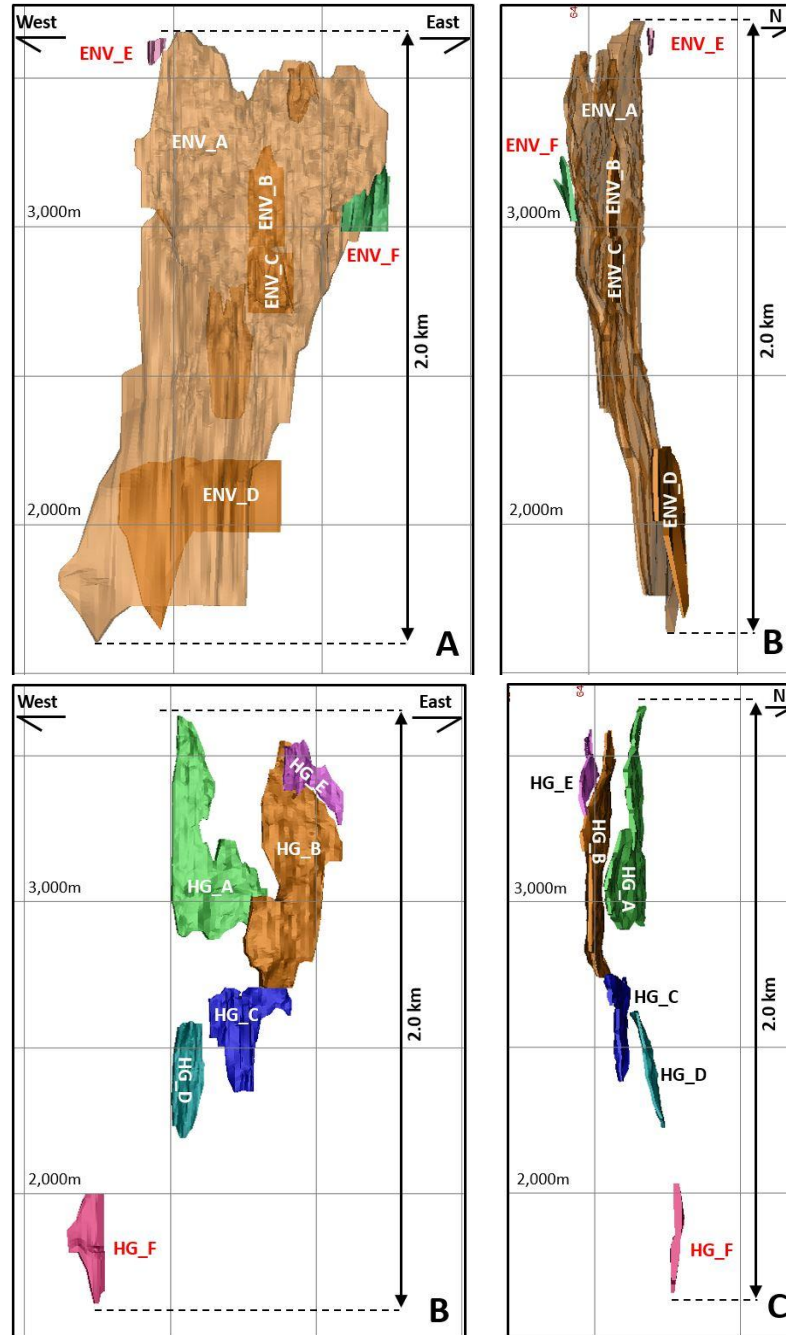 West
East
ENV_E
ENV_A
ENV_B
3,000m
ENV_C
ENV_F
2.0 km
ENV_D
2,000m
A
64
N
ENV_E
ENV_A
ENV_F
ENV_B
3,000m
ENV_C
2.0 km
ENV_D
2,000m
B
West
East
HG_E
HG_B
HG_A
3,000m
HG_C
2.0 km
HG_D
2,000m
HG_F
B
64
N
HG_E
HG_B
HG_A
3,000m
HG_C
2.0 km
HG_D
2,000m
HG_F
C